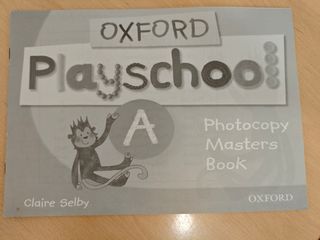 OXFORD
Playschool
A
Photocopy
Masters
Book
Claire Selby
OXFORD